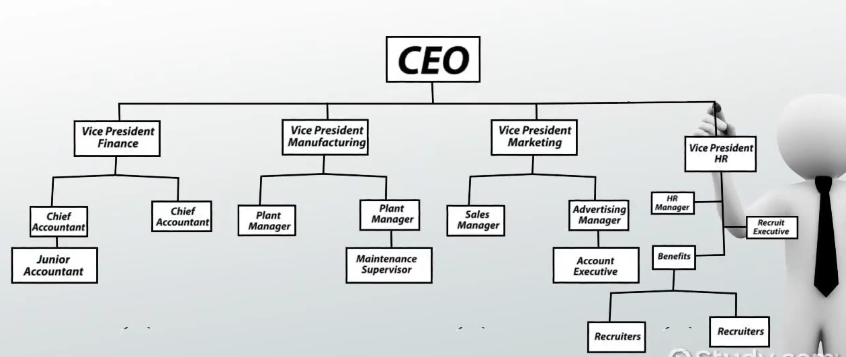 CEO
Vice President
Finance
Vice President
Manufacturing
Vice President
Marketing
Vice President
HR
Chief
Accountant
Chief
Accountant
Plant
Manager
Plant
Manager
Sales
Manager
Advertising
Manager
HR
Manager
Recruit
Executive
Junior
Accountant
Maintenance
Supervisor
Account
Executive
Benefits
Recruiters
Recruiters
Study.com